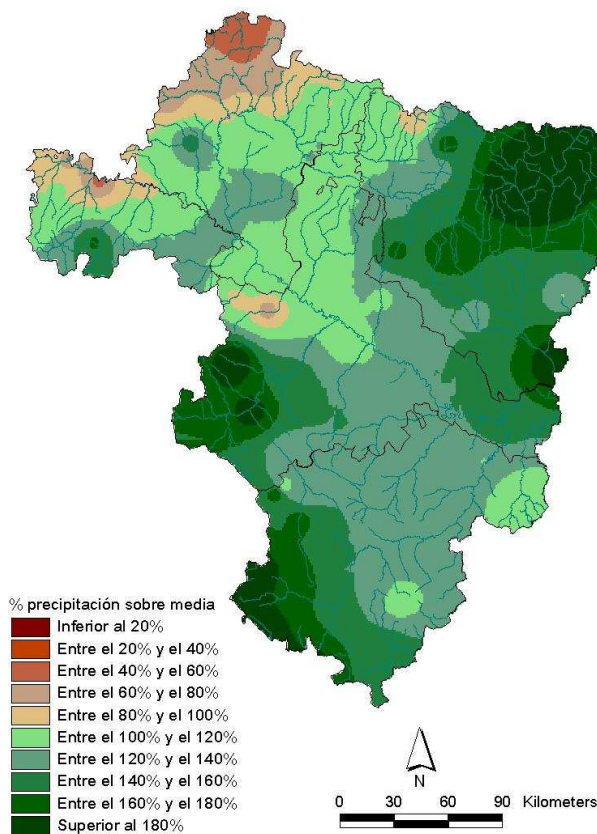 % precipitación sobre media
Inferior al 20%
Entre el 20% y el 40%
Entre el 40% y el 60%
Entre el 60% y el 80%
Entre el 80% y el 100%
Entre el 100% y el 120%
Entre el 120% y el 140%
Entre el 140% y el 160%
Entre el 160% y el 180%
Superior al 180%
N
0 30 60 90 Kilometers